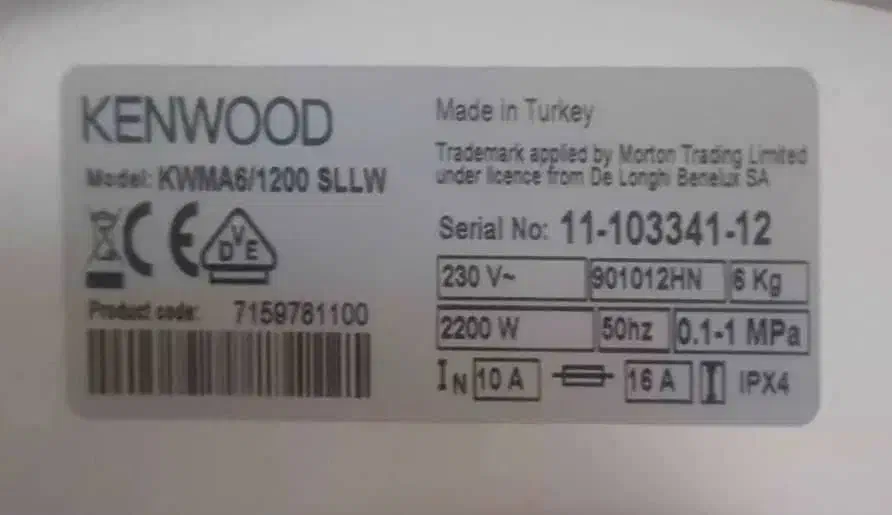 KENWOOD
Model: KWMA6/1200 SLLW
CE
DVE
Product code: 7159781100
Made in Turkey
Trademark applied by Morton Trading Limited
under licence from De Longhi Benelux SA
Serial No: 11-103341-12
230 V~ 901012HN 6 Kg
2200 W 50hz 0.1-1 MPa
IN 10 A 16 A I IPX4